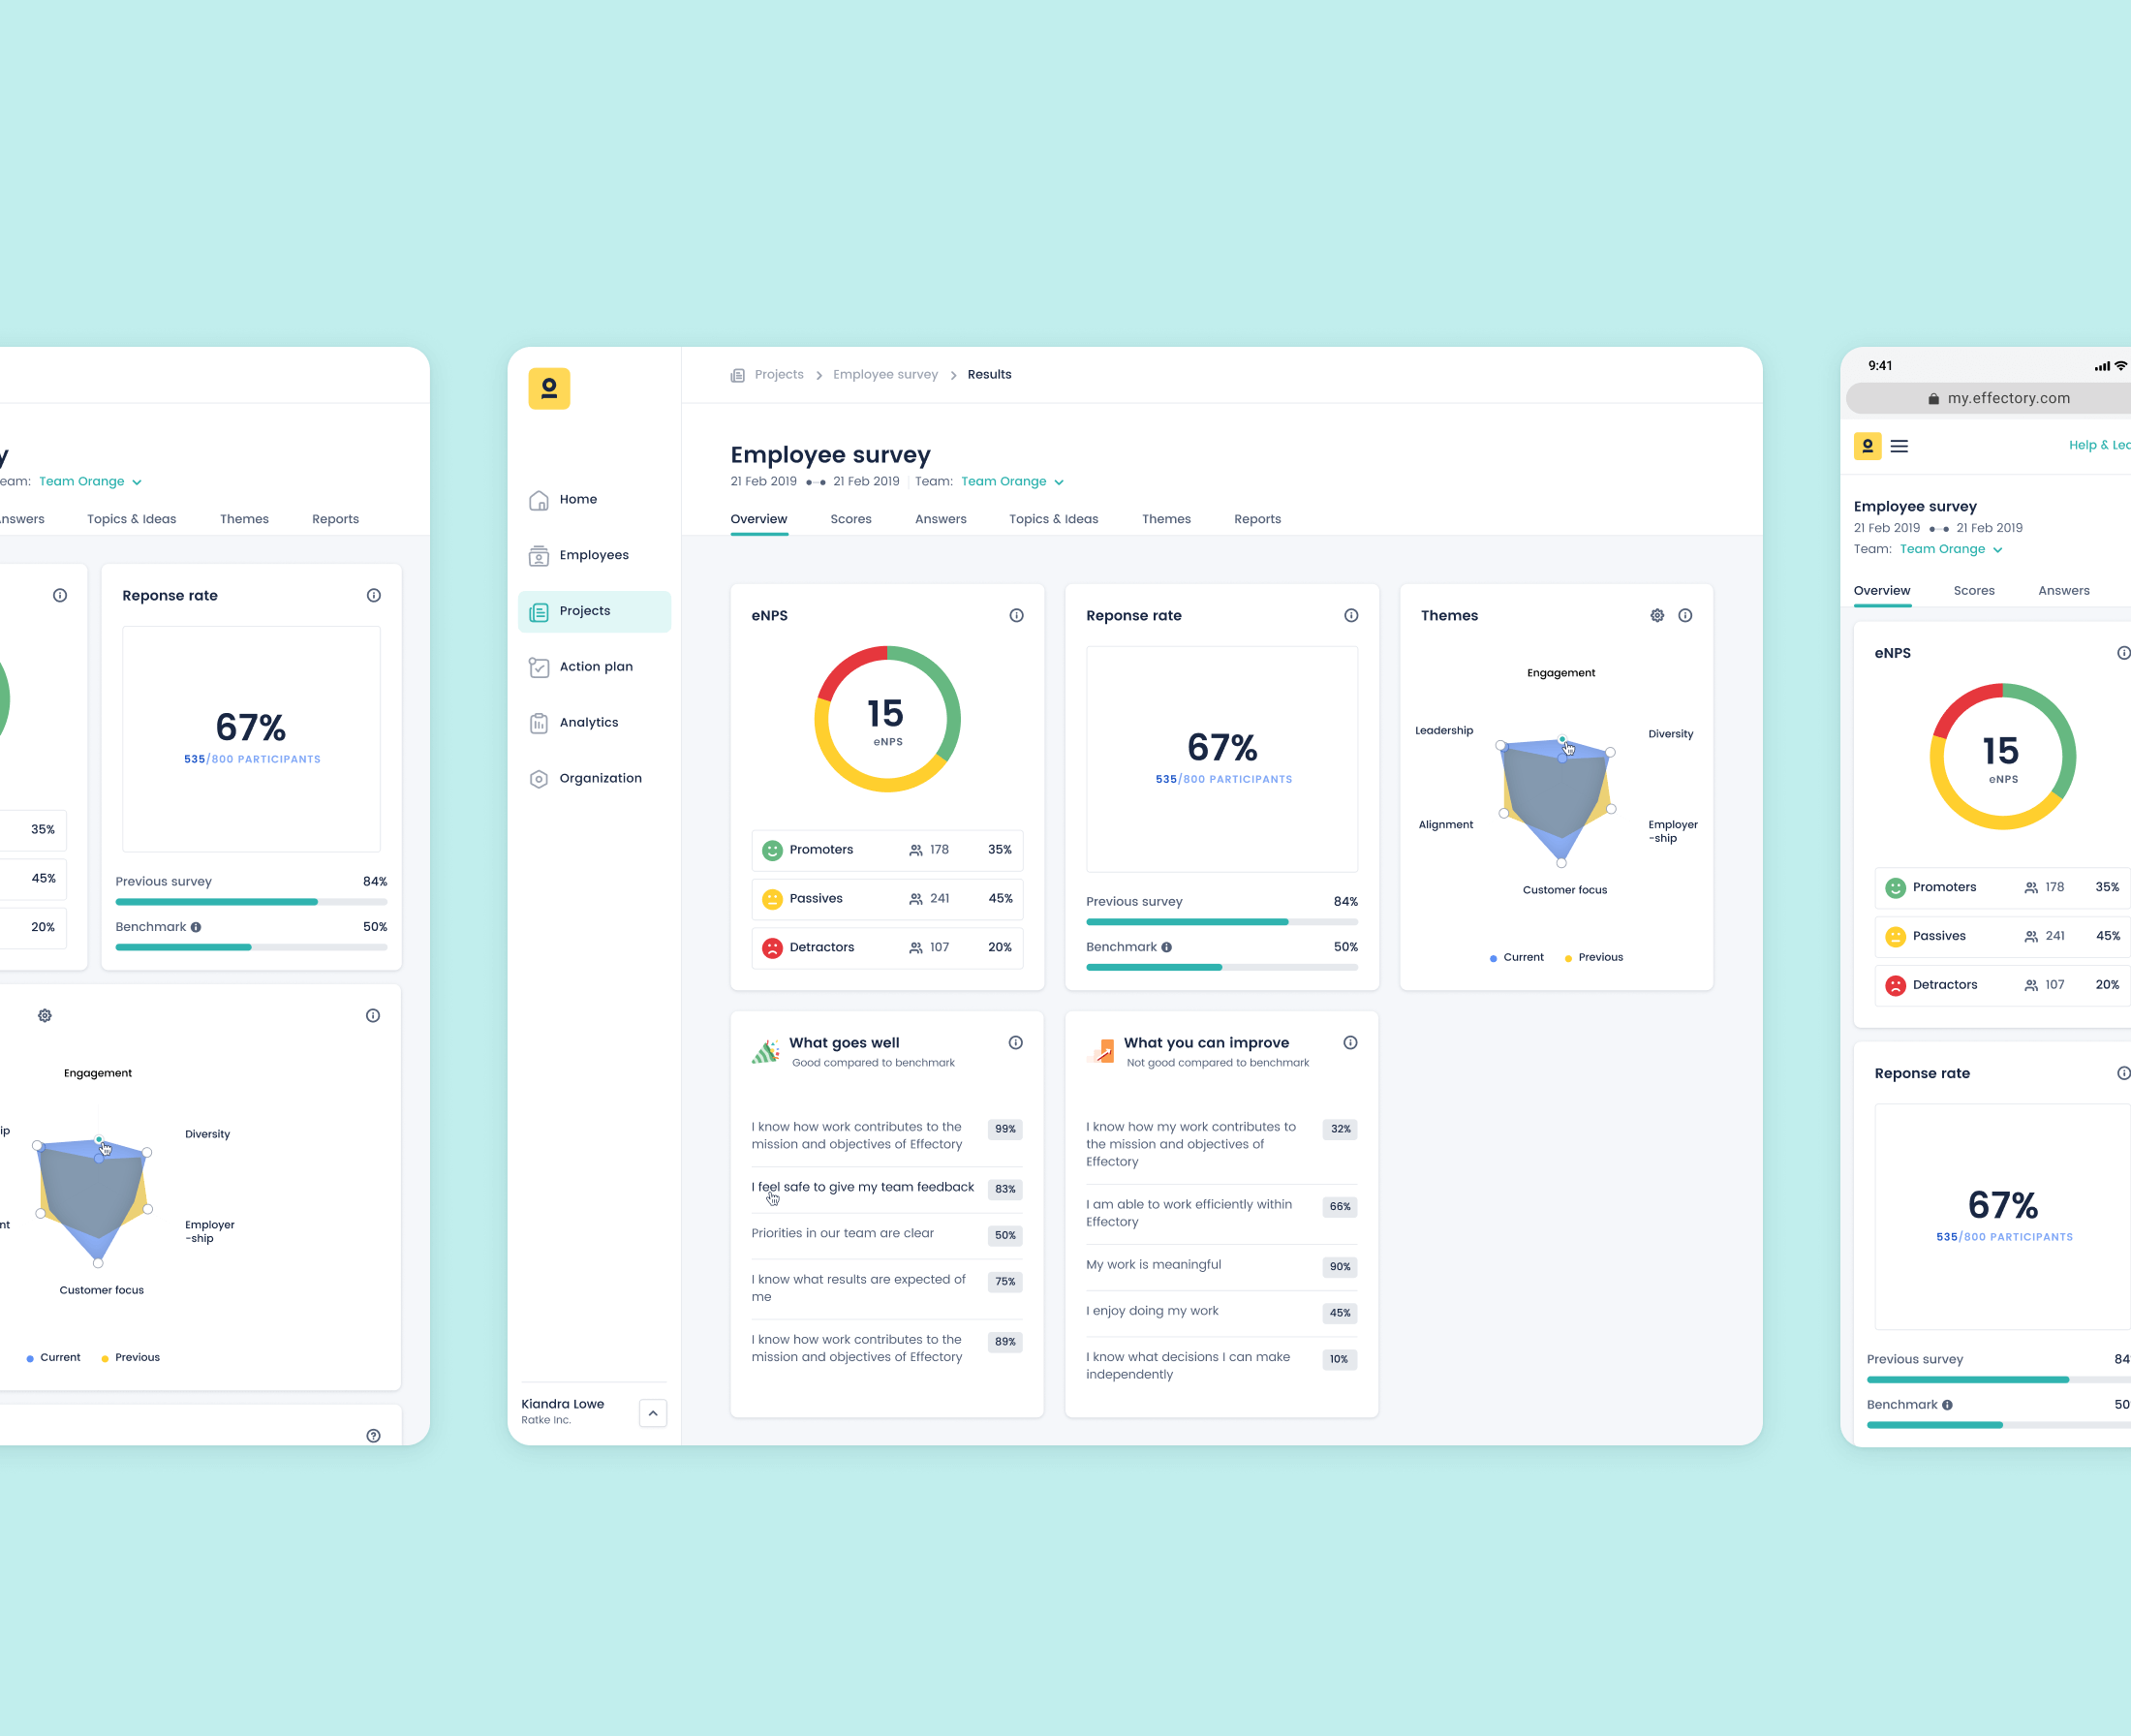 y
eam: Team Orange
nswers Topics & Ideas Themes Reports
Reponse rate
67%
535/800 PARTICIPANTS
35%
45%
20%
Previous survey 84%
Benchmark 50%
Engagement
ip
Diversity
nt
Employer
-ship
Customer focus
Current Previous
Home
Employees
Projects
Action plan
Analytics
Organization
Kiandra Lowe
Ratke Inc.
Projects Employee survey Results
Employee survey
21 Feb 2019 21 Feb 2019 Team: Team Orange
Overview Scores Answers Topics & Ideas Themes Reports
eNPS
15
eNPS
Promoters 178 35%
Passives 241 45%
Detractors 107 20%
Reponse rate
67%
535/800 PARTICIPANTS
Previous survey 84%
Benchmark 50%
Themes
Engagement
Leadership
Diversity
Alignment
Employer
-ship
Customer focus
Current Previous
What goes well
Good compared to benchmark
I know how work contributes to the 99%
mission and objectives of Effectory
I feel safe to give my team feedback 83%
Priorities in our team are clear 50%
I know what results are expected of 75%
me
I know how work contributes to the 89%
mission and objectives of Effectory
What you can improve
Not good compared to benchmark
I know how my work contributes to 32%
the mission and objectives of
Effectory
I am able to work efficiently within 66%
Effectory
My work is meaningful 90%
I enjoy doing my work 45%
I know what decisions I can make 10%
independently
9:41
my.effectory.com
Help & Lea
Employee survey
21 Feb 2019 21 Feb 2019
Team: Team Orange
Overview Scores Answers
eNPS
15
eNPS
Promoters 178 35%
Passives 241 45%
Detractors 107 20%
Reponse rate
67%
535/800 PARTICIPANTS
Previous survey 84
Benchmark 50